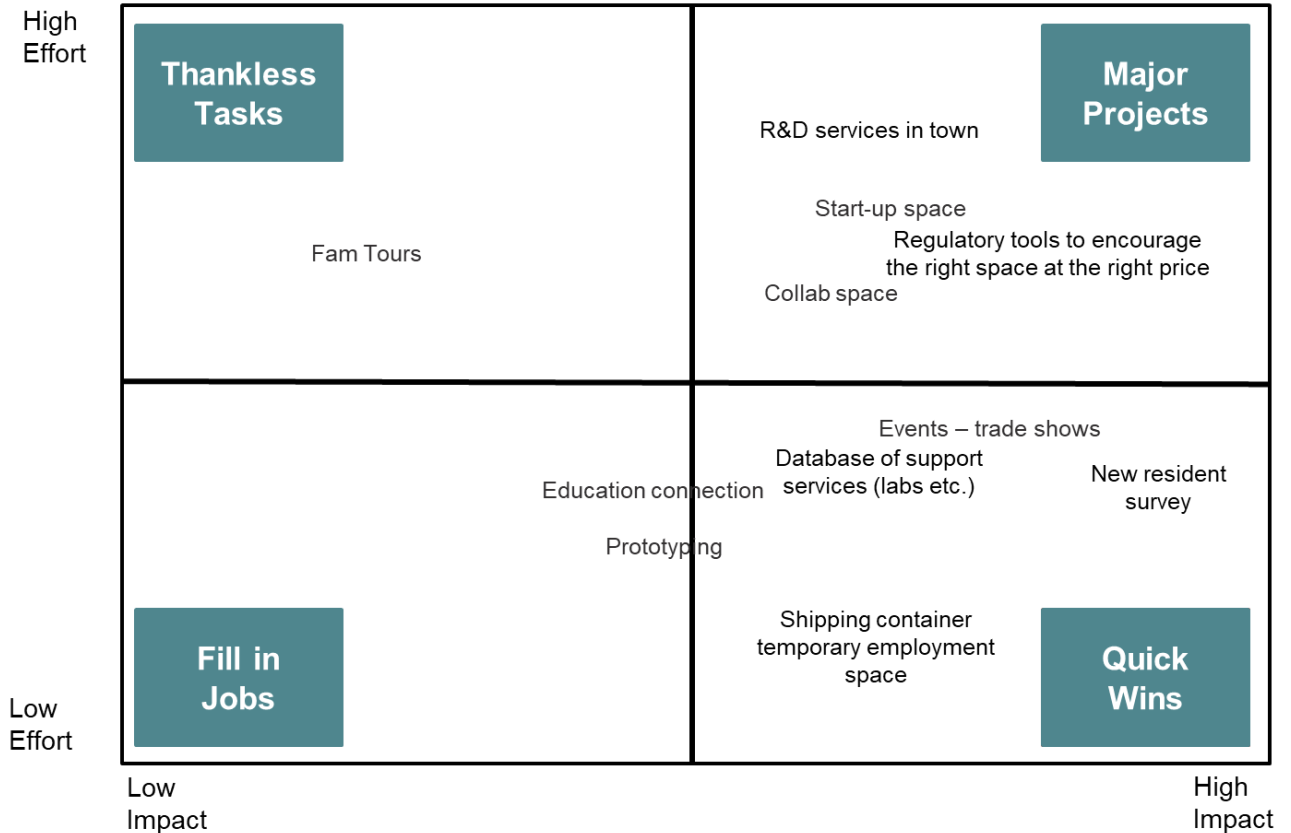 High
Effort
Thankless
Tasks
Major
Projects
R&D services in town
Start-up space
Fam Tours
Regulatory tools to encourage
the right space at the right price
Collab space
Events – trade shows
Database of support
services (labs etc.)
New resident
survey
Education connection
Prototyping
Shipping container
temporary employment
space
Fill in
Jobs
Quick
Wins
Low
Effort
Low
Impact
High
Impact